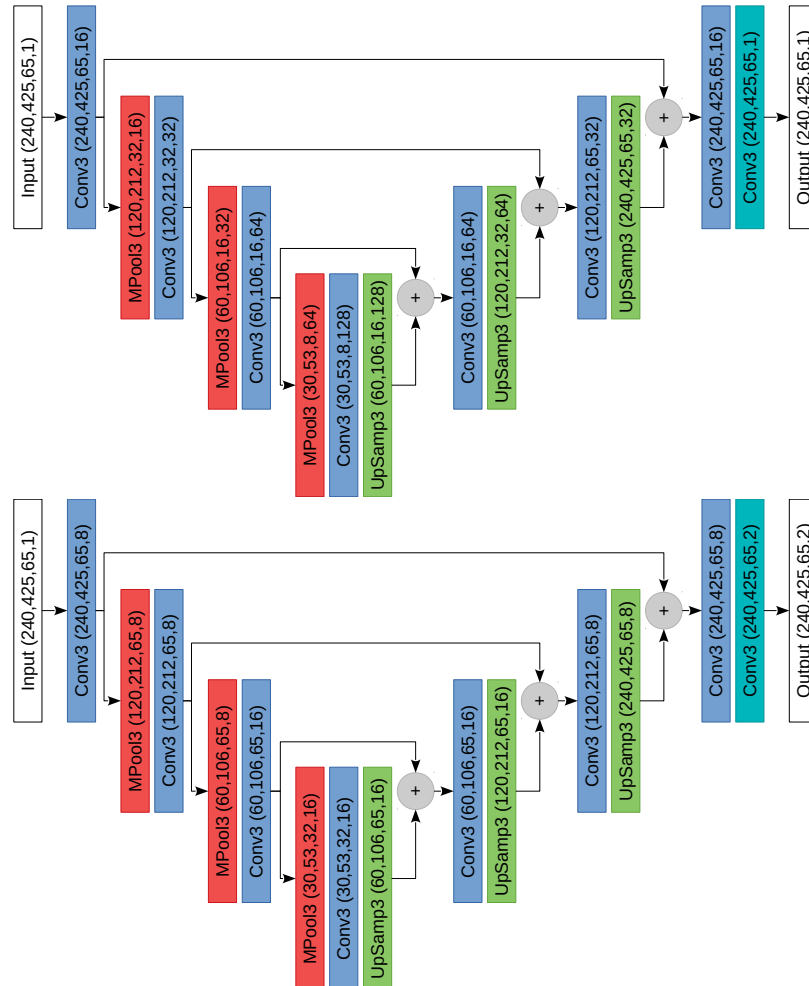 Input (240,425,65,1)
Conv3 (240,425,65,16)
MPool3 (120,212,32,16)
Conv3 (120,212,32,32)
MPool3 (60,106,16,32)
Conv3 (60,106,16,64)
MPool3 (30,53,8,64)
Conv3 (30,53,8,128)
UpSamp3 (60,106,16,128)
+
Conv3 (60,106,16,64)
UpSamp3 (120,212,32,64)
+
Conv3 (120,212,65,32)
UpSamp3 (240,425,65,32)
+
Conv3 (240,425,65,16)
Conv3 (240,425,65,1)
Output (240,425,65,1)
Input (240,425,65,1)
Conv3 (240,425,65,8)
MPool3 (120,212,65,8)
Conv3 (120,212,65,8)
MPool3 (60,106,65,8)
Conv3 (60,106,65,16)
MPool3 (30,53,32,16)
Conv3 (30,53,32,16)
UpSamp3 (60,106,65,16)
+
Conv3 (60,106,65,16)
UpSamp3 (120,212,65,16)
+
Conv3 (120,212,65,8)
UpSamp3 (240,425,65,8)
+
Conv3 (240,425,65,8)
Conv3 (240,425,65,2)
Output (240,425,65,2)